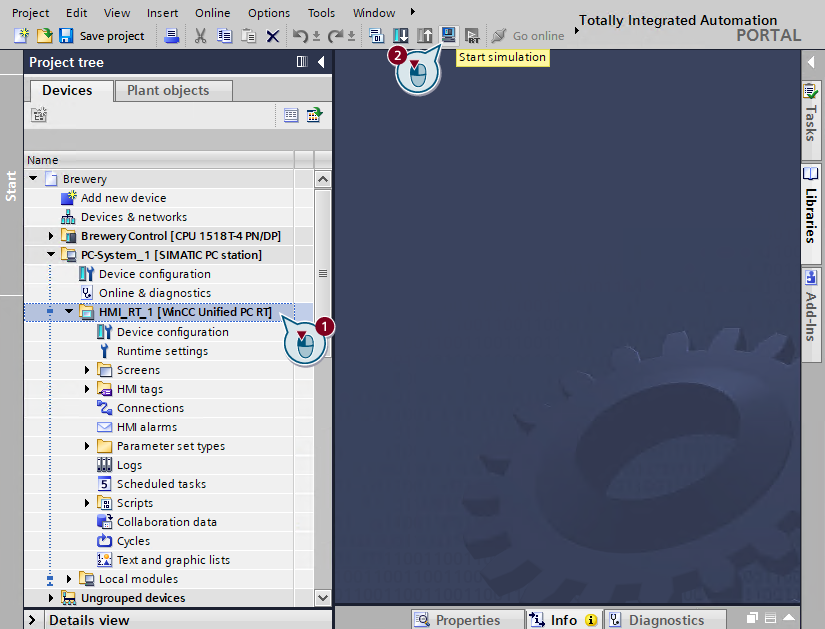 Project Edit View Insert Online Options Tools Window
Totally Integrated Automation
PORTAL
Save project
RT
Go online
2
Start simulation
Project tree
Devices
Plant objects
Name
Brewery
Add new device
Devices & networks
Brewery Control [CPU 1518T-4 PN/DP]
PC-System_1 [SIMATIC PC station]
Device configuration
Online & diagnostics
HMI_RT_1 [WinCC Unified PC RT]
1
Device configuration
Runtime settings
Screens
HMI tags
Connections
HMI alarms
Parameter set types
Logs
5 Scheduled tasks
Scripts
Collaboration data
Cycles
Text and graphic lists
Local modules
Ungrouped devices
Details view
Start
Tasks
Libraries
Add-Ins
Properties
Info
Diagnostics